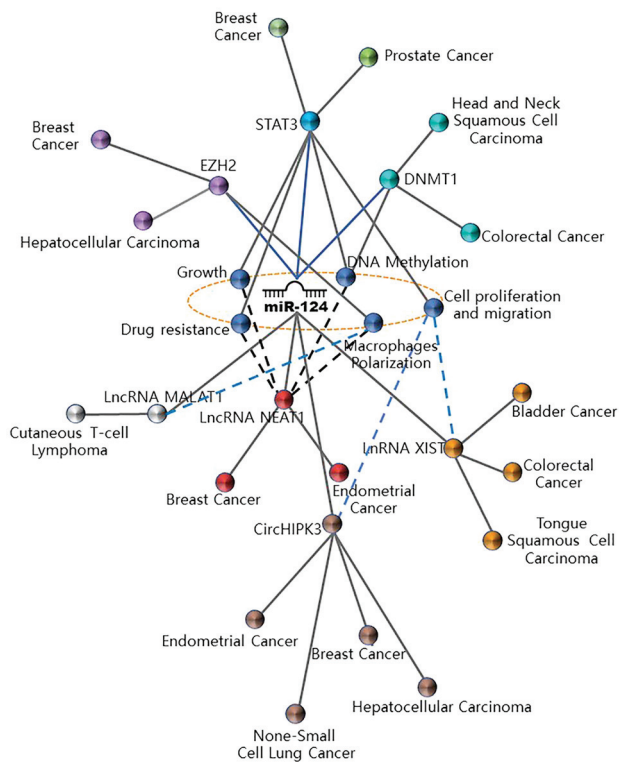 Breast
Cancer
Prostate Cancer
STAT3
Head and Neck
Squamous Cell
Carcinoma
Breast
Cancer
EZH2
DNMT1
Hepatocellular Carcinoma
Colorectal Cancer
Growth
DNA Methylation
miR-124
Cell proliferation
and migration
Drug resistance
Macrophages
Polarization
LncRNA MALAT1
LncRNA NEAT1
Bladder Cancer
Cutaneous T-cell
Lymphoma
LnRNA XIST
Colorectal
Cancer
Breast Cancer
Endometrial
Cancer
CircHIPK3
Tongue
Squamous Cell
Carcinoma
Endometrial Cancer
Breast Cancer
Hepatocellular Carcinoma
None-Small
Cell Lung Cancer